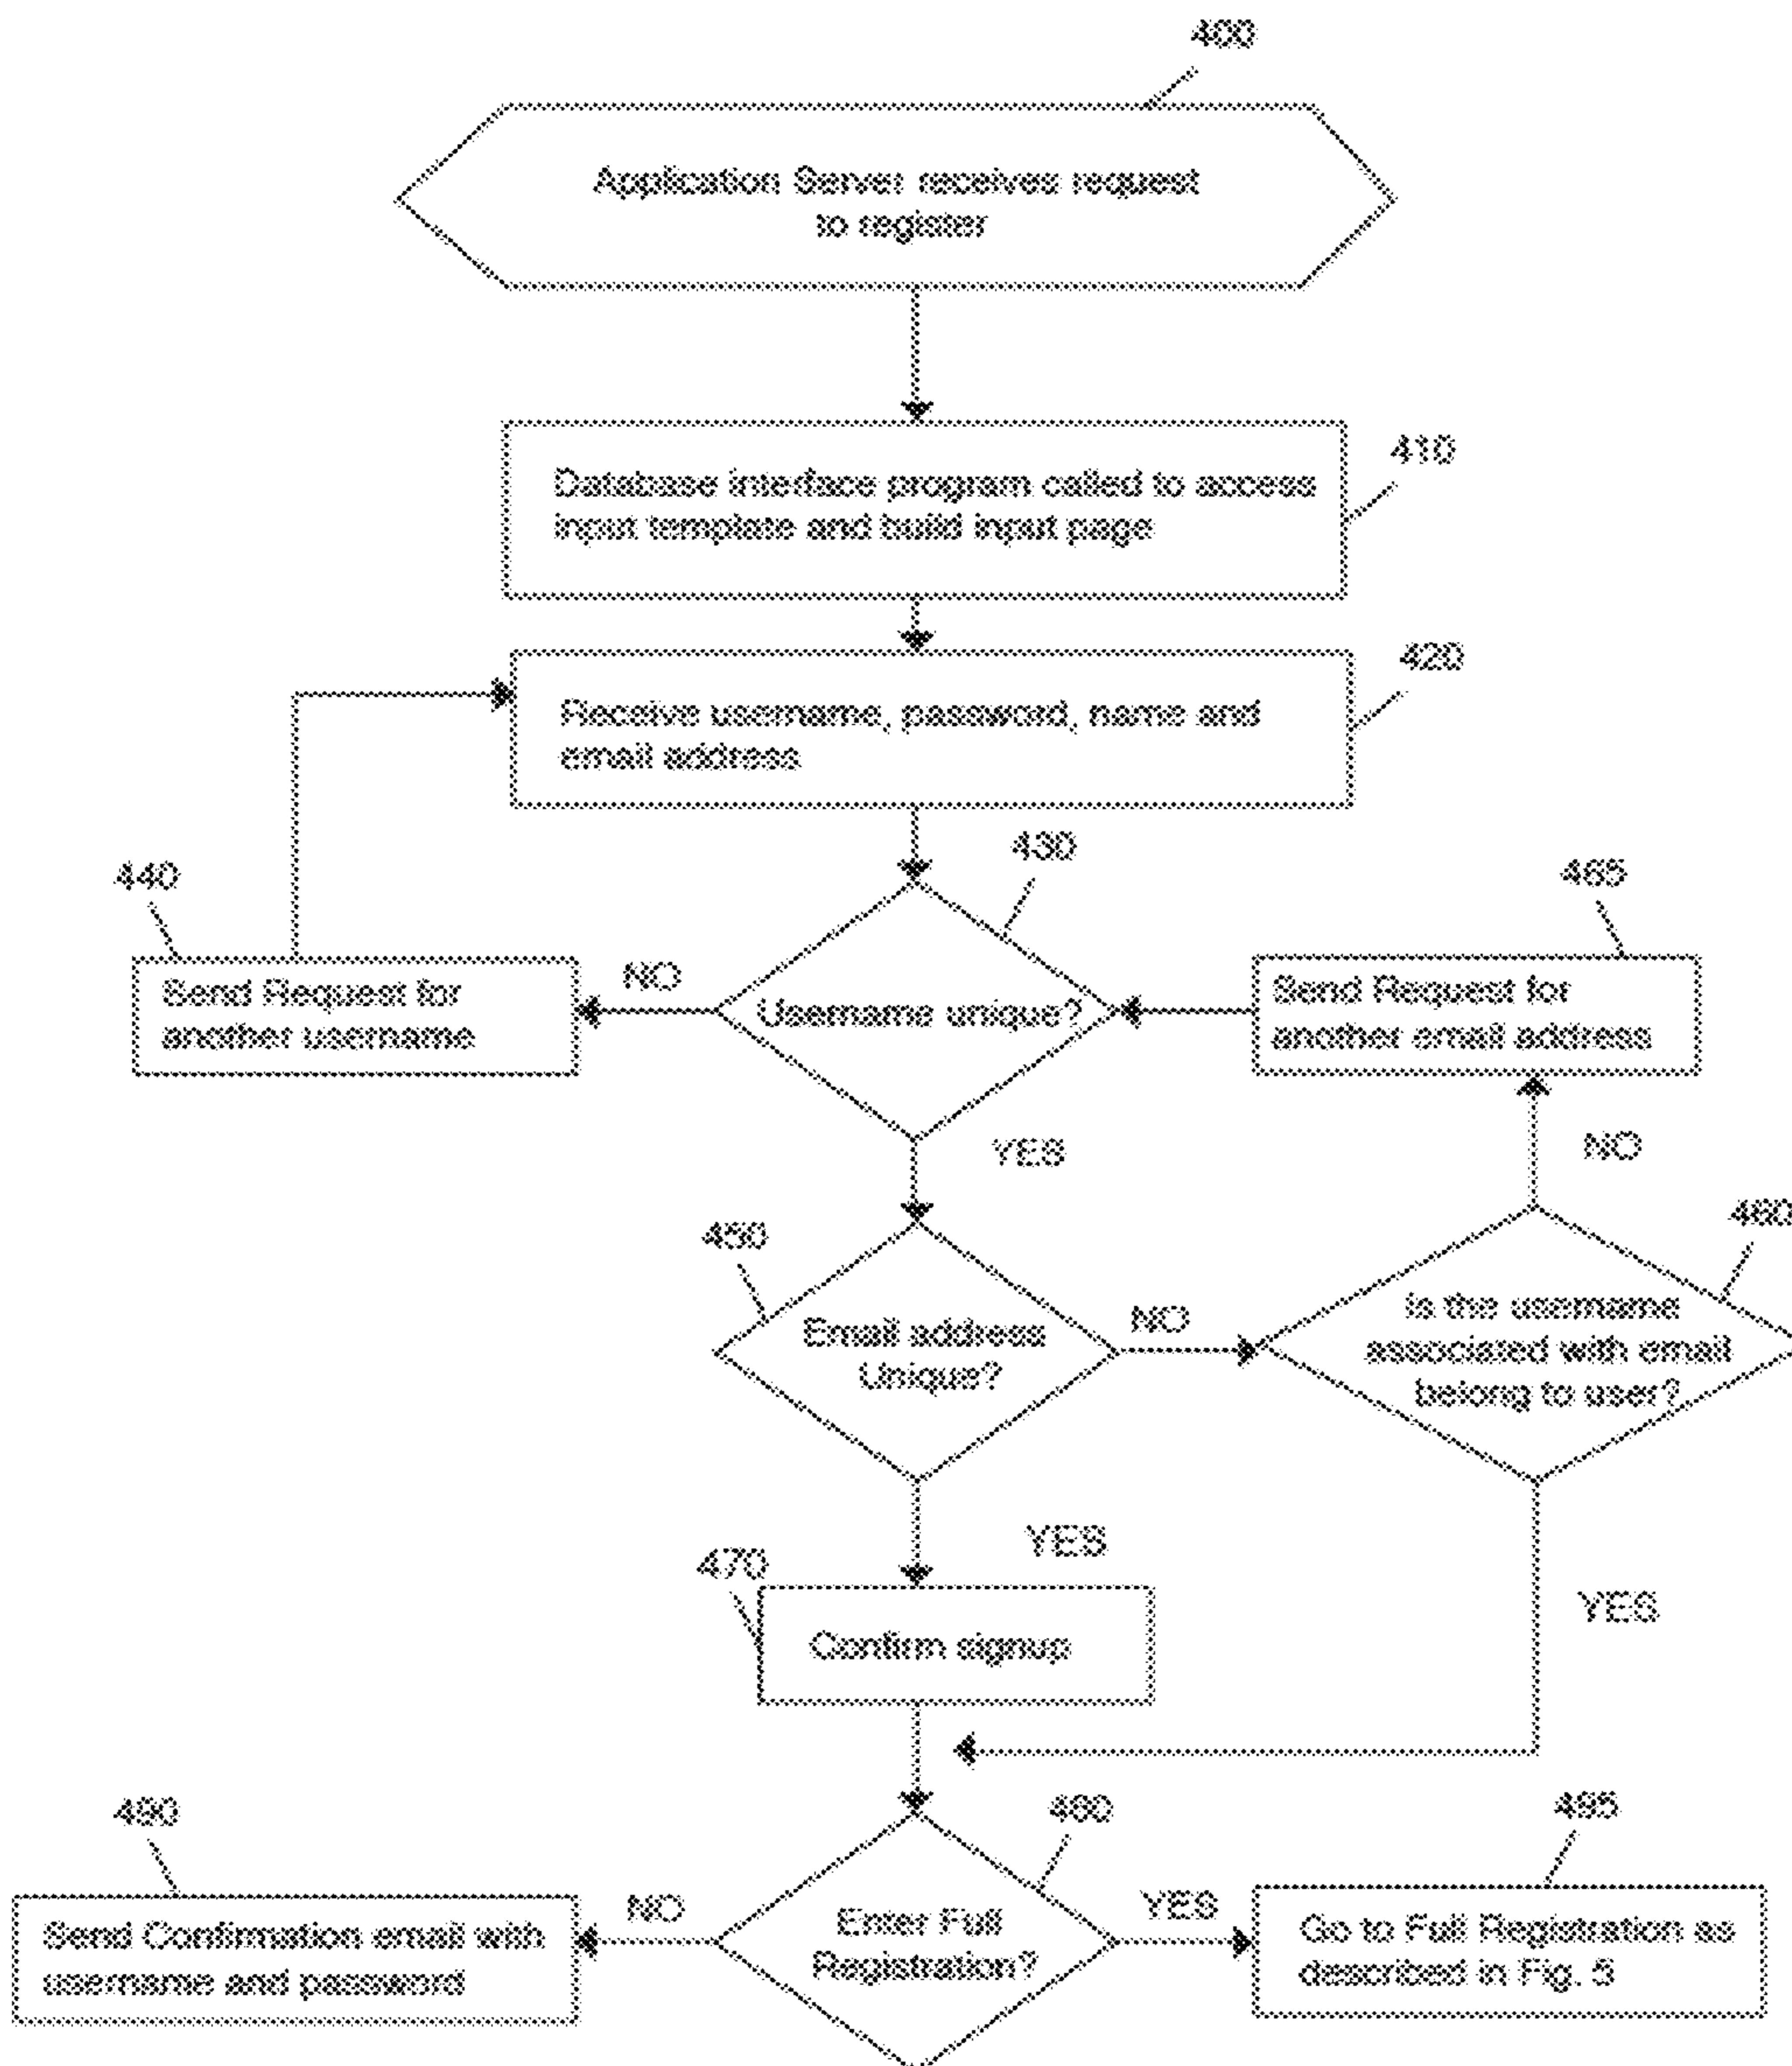 400
Application Server receives request
to register
410
Database interface program called to access
input template and build input page
420
Receive username, password, name and
email address
430
440
465
Send Request for
another username
NO
Username unique?
Send Request for
another email address
YES
NO
450
460
Email address
Unique?
NO
Is the username
associated with email
belong to user?
YES
470
YES
Confirm signup
490
480
495
Send Confirmation email with
username and password
NO
Enter Full
Registration?
YES
Go to Full Registration as
described in Fig. 5